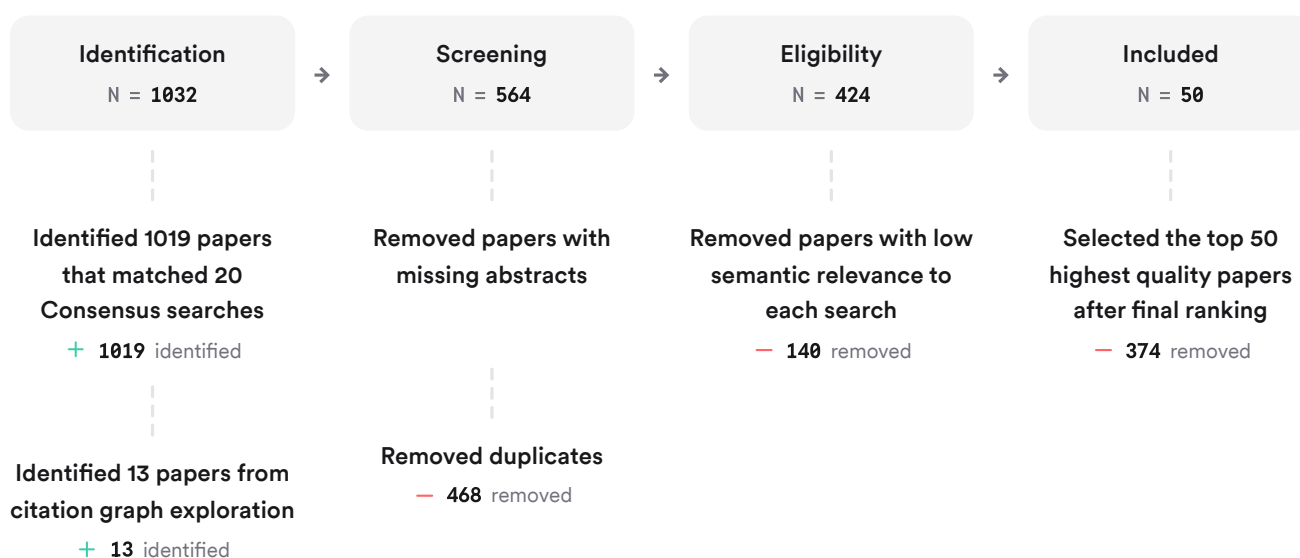 Identification
N = 1032
→
Screening
N = 564
→
Eligibility
N = 424
→
Included
N = 50
Identified 1019 papers
that matched 20
Consensus searches
+ 1019 identified
Identified 13 papers from
citation graph exploration
+ 13 identified
Removed papers with
missing abstracts
Removed duplicates
— 468 removed
Removed papers with low
semantic relevance to
each search
— 140 removed
Selected the top 50
highest quality papers
after final ranking
— 374 removed